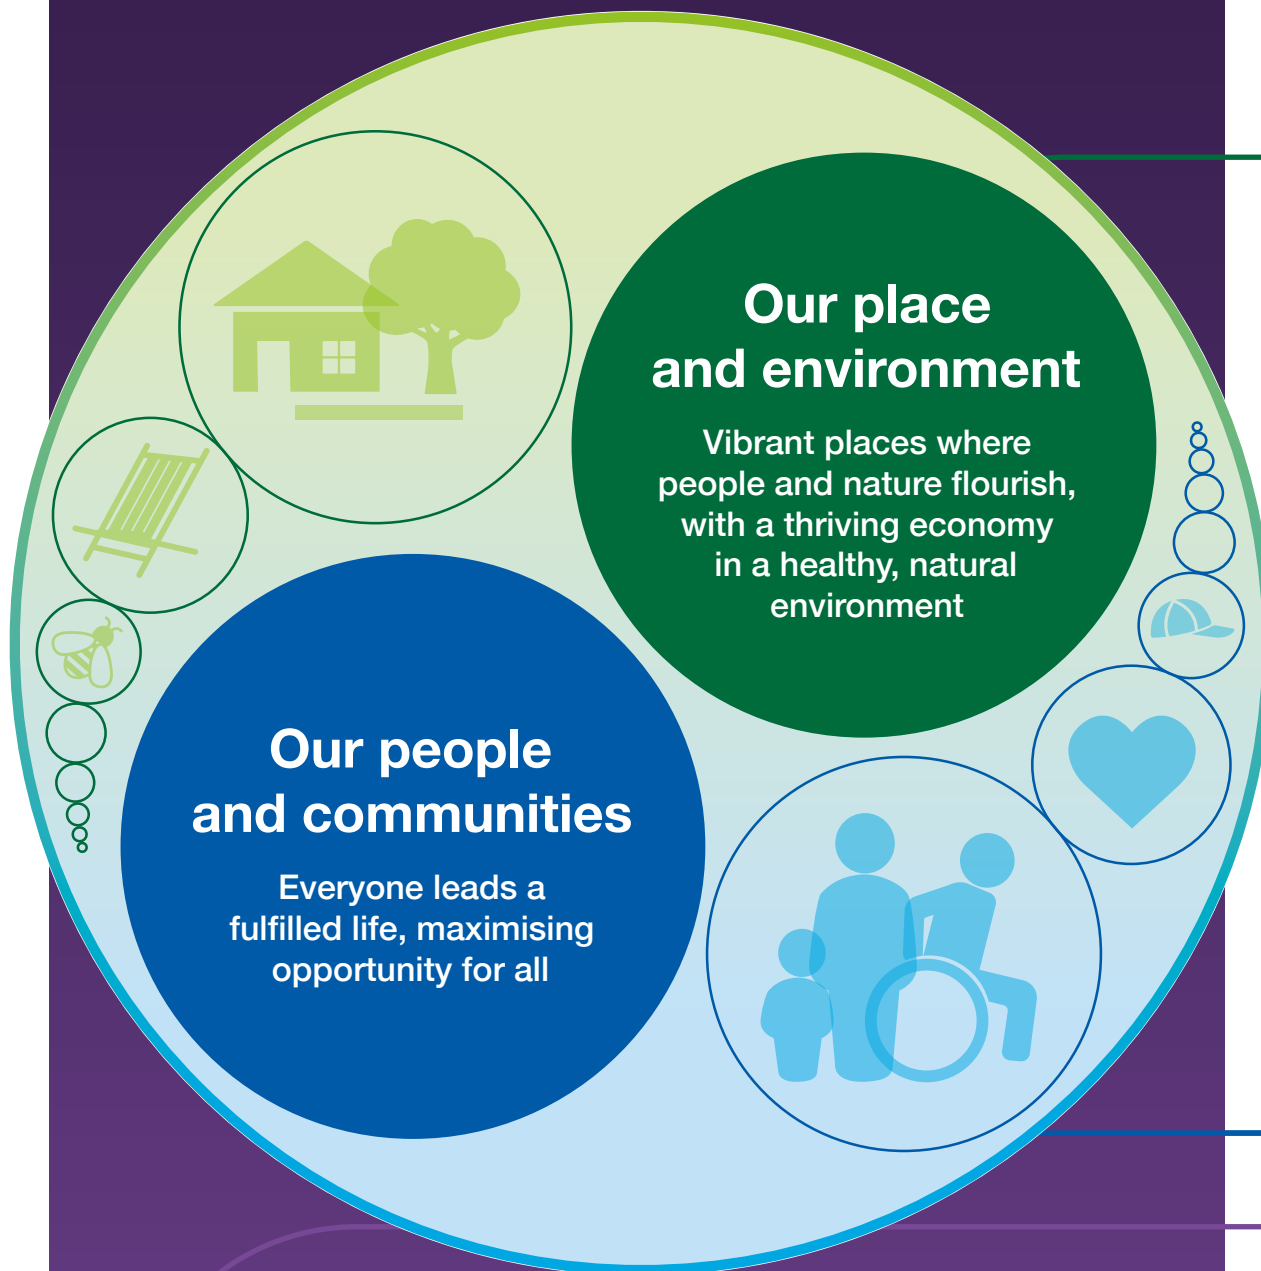 Our place
and environment
Vibrant places where
people and nature flourish,
with a thriving economy
in a healthy, natural
environment
Our people
and communities
Everyone leads a
fulfilled life, maximising
opportunity for all